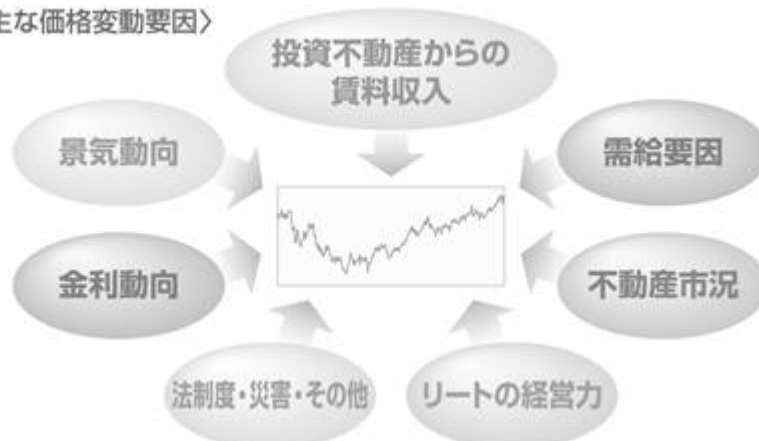 主な価格変動要因〉
投資不動産からの
賃料収入
景気動向
需給要因
金利動向
不動産市況
法制度・災害・その他
リートの経営力